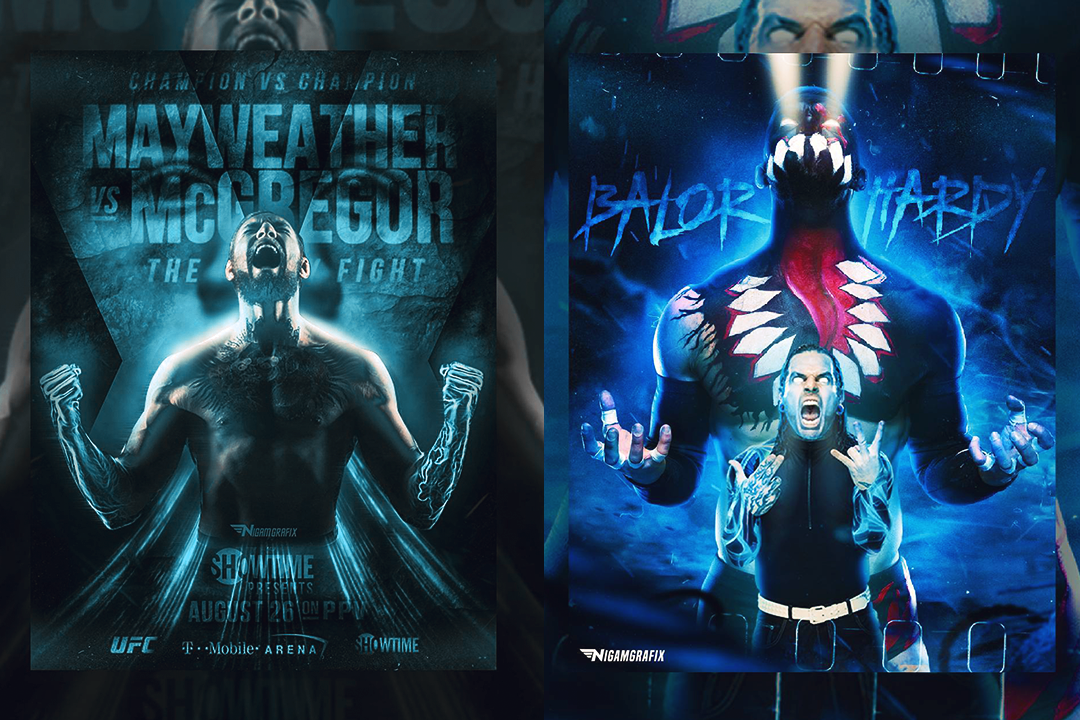 CHAMPION VS CHAMPION
MAYWEATHER
VS McGREGOR
THE FIGHT
NIGAMGRAFIX
SHOWTIME
PRESENTS
AUGUST 26 ON PPV
UFC
T··Mobile· ARENA
SHOWTIME
BALOR HARDY
NIGAMGRAFIX